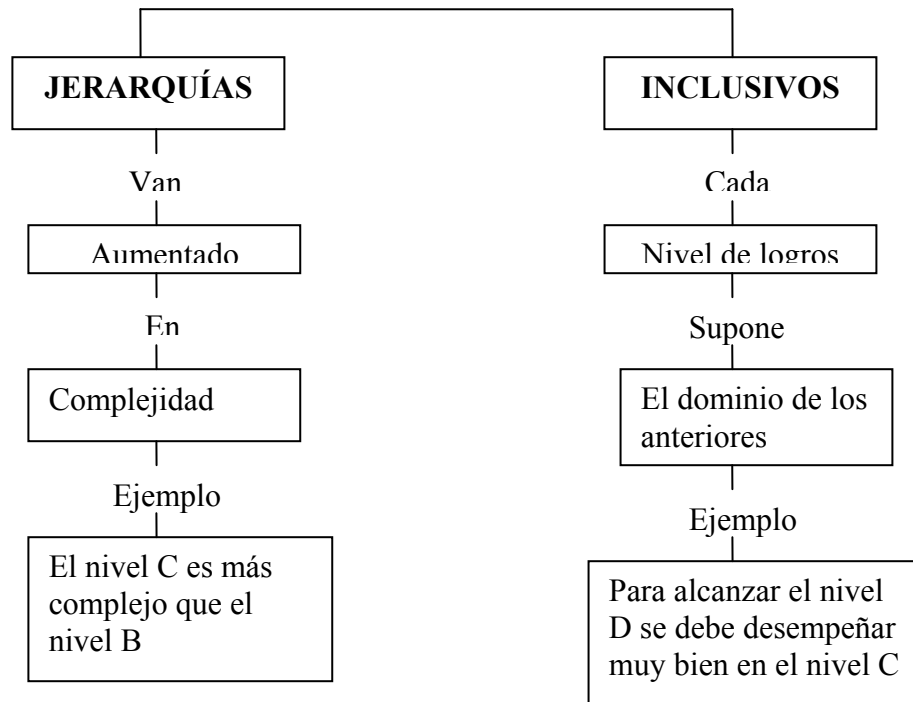 JERARQUÍAS
Van
Aumentado
En
Complejidad
Ejemplo
El nivel C es más
complejo que el
nivel B
INCLUSIVOS
Cada
Nivel de logros
Supone
El dominio de los
anteriores
Ejemplo
Para alcanzar el nivel
D se debe desempeñar
muy bien en el nivel C